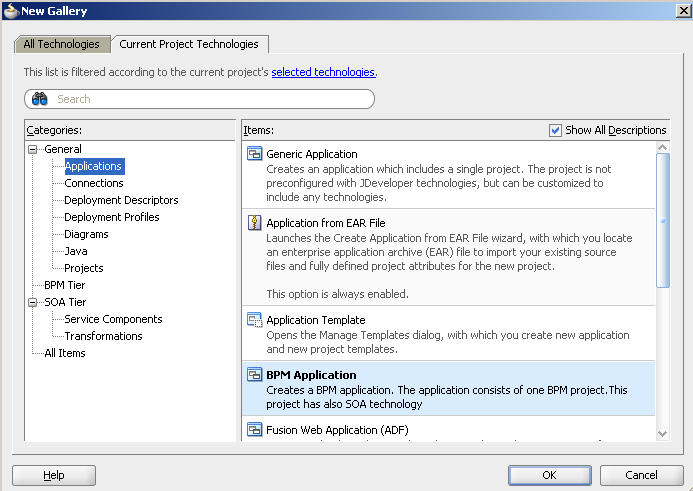 New Gallery
All Technologies
Current Project Technologies
This list is filtered according to the current project's selected technologies.
Search
Categories:
General
Applications
Connections
Deployment Descriptors
Deployment Profiles
Diagrams
Java
Projects
BPM Tier
SOA Tier
Service Components
Transformations
All Items
Items:
Show All Descriptions
Generic Application
Creates an application which includes a single project. The project is not
preconfigured with JDeveloper technologies, but can be customized to
include any technologies.
Application from EAR File
Launches the Create Application from EAR File wizard, with which you locate
an enterprise application archive (EAR) file to import your existing source
files and fully defined project attributes for the new project.
This option is always enabled.
Application Template
Opens the Manage Templates dialog, with which you create new application
and new project templates.
BPM Application
Creates a BPM application. The application consists of one BPM project.This
project has also SOA technology
Fusion Web Application (ADF)
Help
OK
Cancel